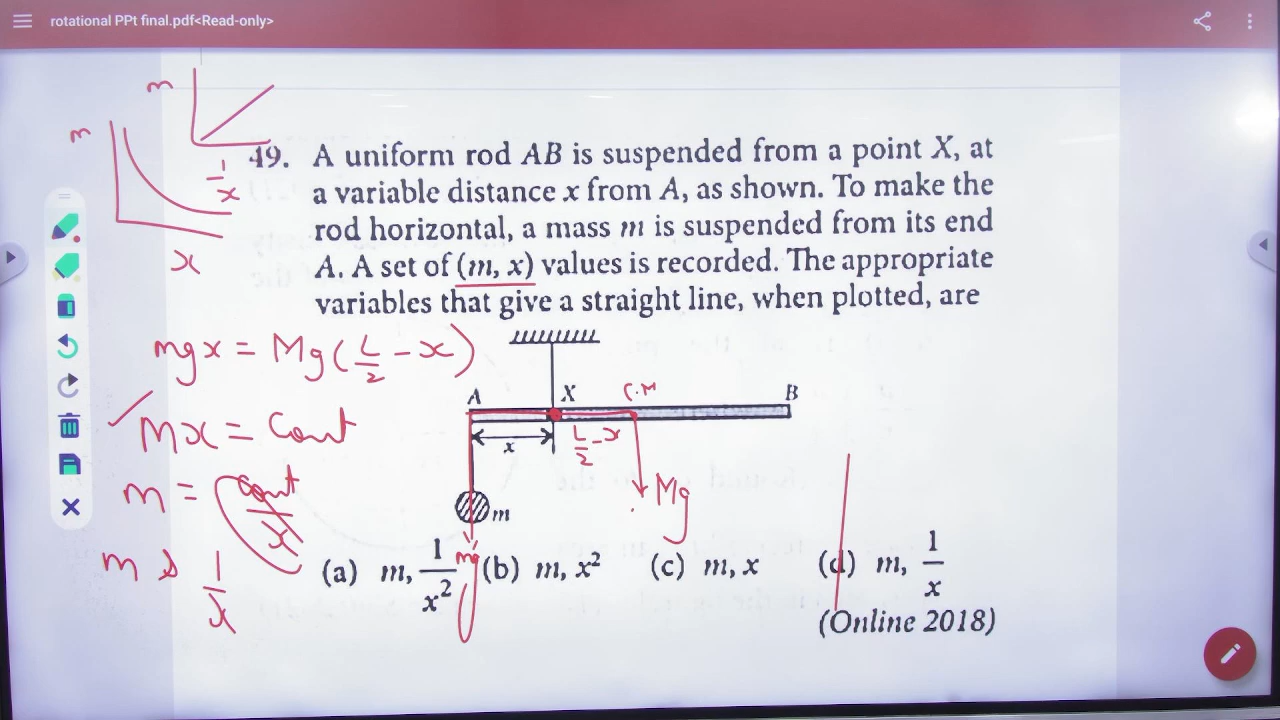 rotational PPt final.pdf<Read-only>
m
m
1/x
x
49. A uniform rod AB is suspended from a point X, at
a variable distance x from A, as shown. To make the
rod horizontal, a mass m is suspended from its end
A. A set of (m, x) values is recorded. The appropriate
variables that give a straight line, when plotted, are
mgx = Mg(L/2 - x)
A X C.M B
x L/2 - x
Mx = Cont
m = Cont/x
Mg
m
mg
m 1/x
(a) m, 1/x² (b) m, x² (c) m, x (d) m, 1/x
(Online 2018)